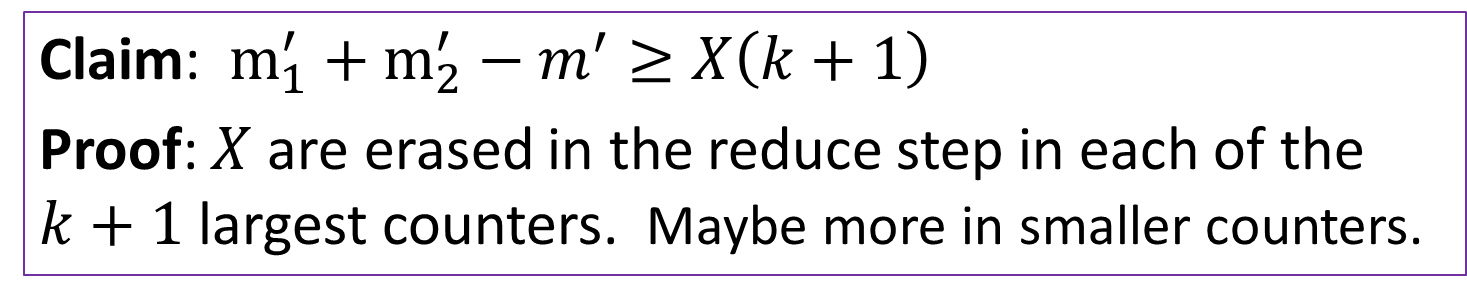 Claim: m′₁ + m′₂ − m′ ≥ X(k + 1)
Proof: X are erased in the reduce step in each of the
k + 1 largest counters. Maybe more in smaller counters.